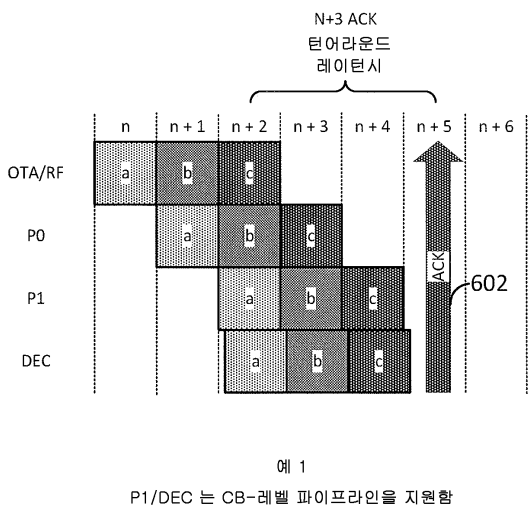 N+3 ACK
턴어라운드
레이턴시
n n + 1 n + 2 n + 3 n + 4 n + 5 n + 6
OTA/RF a b c
P0 a b c
P1 a b c
DEC a b c
ACK
602
예 1
P1/DEC 는 CB-레벨 파이프라인을 지원함